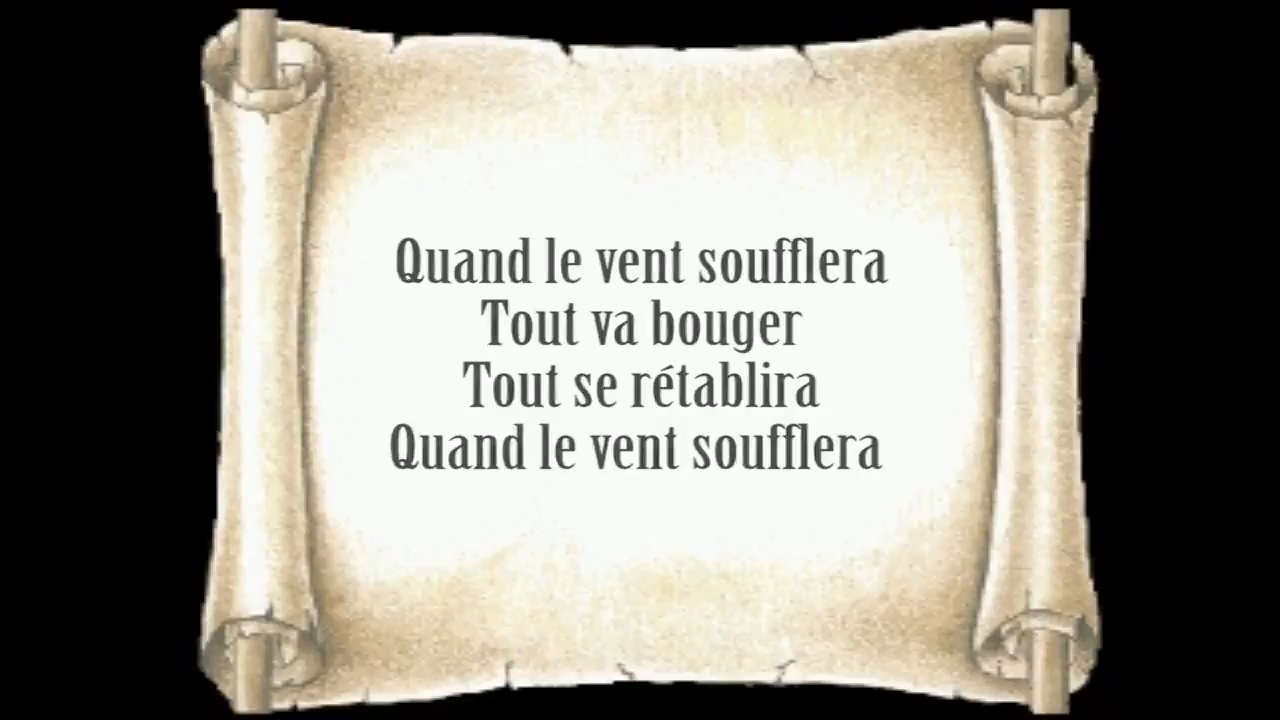 Quand le vent soufflera
Tout va bouger
Tout se rétablira
Quand le vent soufflera